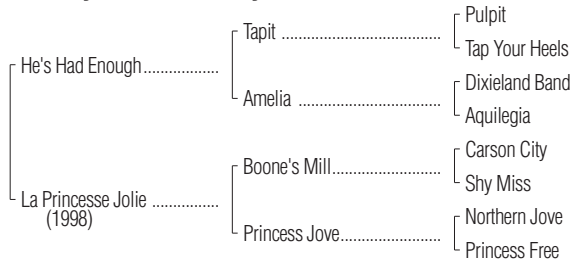 Pulpit
Tapit ..........................
Tap Your Heels
He's Had Enough..................
Dixieland Band
Amelia ........................
Aquilegia
Carson City
Boone's Mill....................
Shy Miss
La Princesse Jolie ................
(1998)
Northern Jove
Princess Jove...................
Princess Free